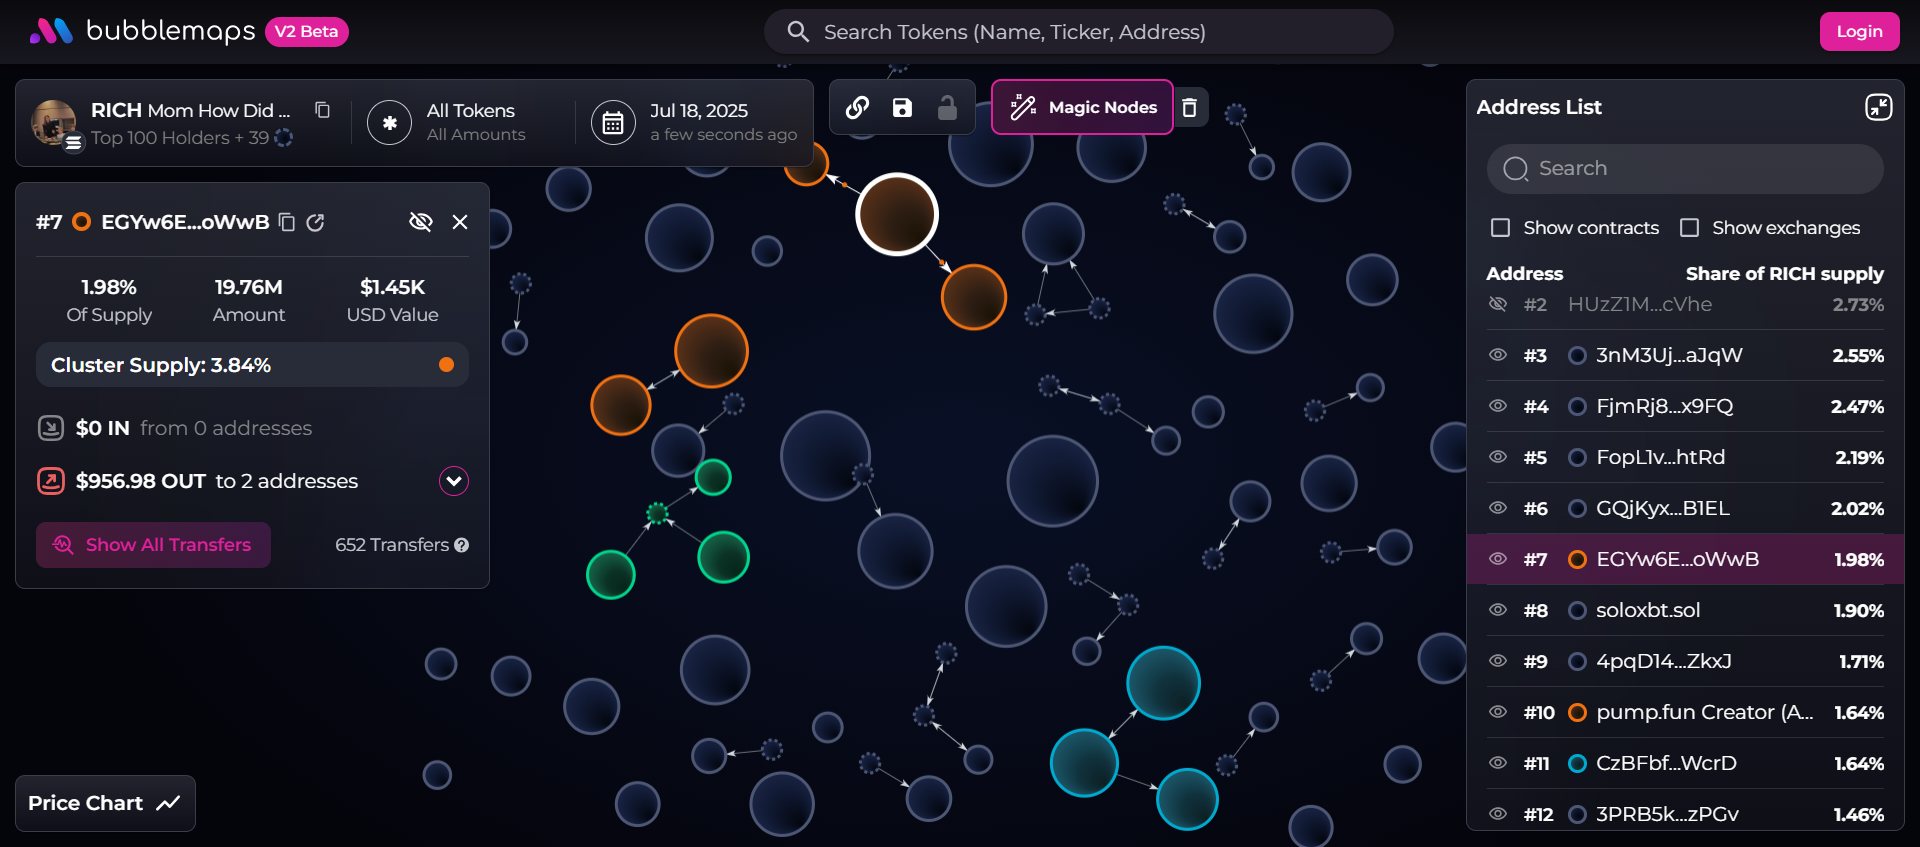 bubblemaps V2 Beta
Search Tokens (Name, Ticker, Address)
Login
RICH Mom How Did ...
Top 100 Holders + 39
All Tokens
All Amounts
Jul 18, 2025
a few seconds ago
Magic Nodes
#7 EGYw6E...oWwB
1.98% 19.76M $1.45K
Of Supply Amount USD Value
Cluster Supply: 3.84%
$0 IN from 0 addresses
$956.98 OUT to 2 addresses
Show All Transfers 652 Transfers ?
Price Chart
Address List
Search
Show contracts Show exchanges
Address Share of RICH supply
#2 HUzZ1M...cVhe 2.73%
#3 3nM3Uj...aJqW 2.55%
#4 FjmRj8...x9FQ 2.47%
#5 FopL1v...htRd 2.19%
#6 GQjKyx...B1EL 2.02%
#7 EGYw6E...oWwB 1.98%
#8 soloxbt.sol 1.90%
#9 4pqD14...ZkxJ 1.71%
#10 pump.fun Creator (A... 1.64%
#11 CzBFbf...WcrD 1.64%
#12 3PRB5k...zPGv 1.46%